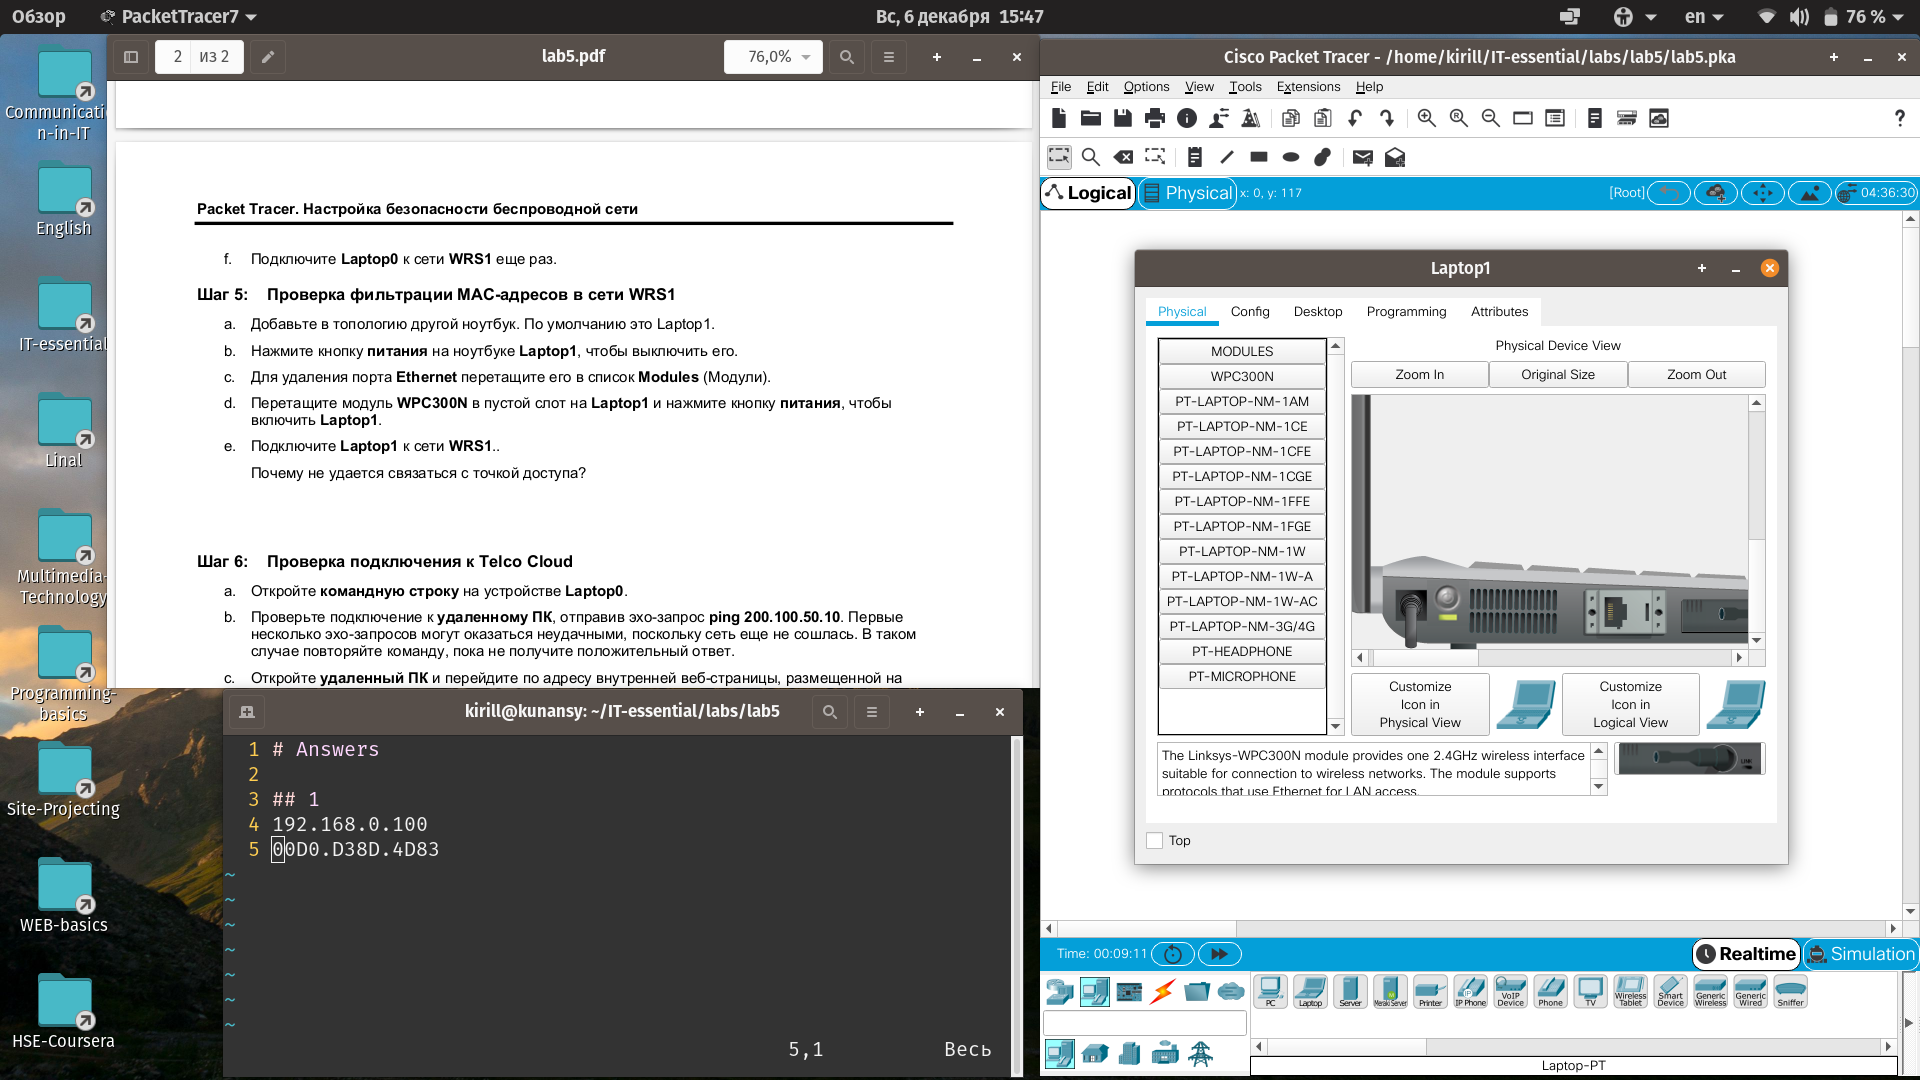 Обзор
PacketTracer7
Вс, 6 декабря 15:47
en
76 %
Communicatio
n-in-IT
English
IT-essential
Linal
Multimedia-
Technology
Programming-
basics
Site-Projecting
WEB-basics
HSE-Coursera
2 из 2
lab5.pdf
76,0%
Packet Tracer. Настройка безопасности беспроводной сети
f. Подключите Laptop0 к сети WRS1 еще раз.
Шаг 5: Проверка фильтрации MAC-адресов в сети WRS1
a. Добавьте в топологию другой ноутбук. По умолчанию это Laptop1.
b. Нажмите кнопку питания на ноутбуке Laptop1, чтобы выключить его.
c. Для удаления порта Ethernet перетащите его в список Modules (Модули).
d. Перетащите модуль WPC300N в пустой слот на Laptop1 и нажмите кнопку питания, чтобы
включить Laptop1.
e. Подключите Laptop1 к сети WRS1..
Почему не удается связаться с точкой доступа?
Шаг 6: Проверка подключения к Telco Cloud
a. Откройте командную строку на устройстве Laptop0.
b. Проверьте подключение к удаленному ПК, отправив эхо-запрос ping 200.100.50.10. Первые
несколько эхо-запросов могут оказаться неудачными, поскольку сеть еще не сошлась. В таком
случае повторяйте команду, пока не получите положительный ответ.
c. Откройте удаленный ПК и перейдите по адресу внутренней веб-страницы, размещенной на
kirill@kunansy: ~/IT-essential/labs/lab5
1 # Answers
2
3 ## 1
4 192.168.0.100
5 00D0.D38D.4D83
~
~
~
~
~
~
~
5,1 Весь
Cisco Packet Tracer - /home/kirill/IT-essential/labs/lab5/lab5.pka
File Edit Options View Tools Extensions Help
Logical
Physical x: 0, y: 117
[Root]
04:36:30
Laptop1
Physical Config Desktop Programming Attributes
MODULES
WPC300N
PT-LAPTOP-NM-1AM
PT-LAPTOP-NM-1CE
PT-LAPTOP-NM-1CFE
PT-LAPTOP-NM-1CGE
PT-LAPTOP-NM-1FFE
PT-LAPTOP-NM-1FGE
PT-LAPTOP-NM-1W
PT-LAPTOP-NM-1W-A
PT-LAPTOP-NM-1W-AC
PT-LAPTOP-NM-3G/4G
PT-HEADPHONE
PT-MICROPHONE
Physical Device View
Zoom In Original Size Zoom Out
Customize
Icon in
Physical View
Customize
Icon in
Logical View
The Linksys-WPC300N module provides one 2.4GHz wireless interface
suitable for connection to wireless networks. The module supports
protocols that use Ethernet for LAN access.
Top
Time: 00:09:11
Realtime
Simulation
PC
Laptop
Server
Meraki Server
Printer
IP Phone
VoIP
Device
Phone
TV
Wireless
Tablet
Smart
Device
Generic
Wireless
Generic
Wired
Sniffer
Laptop-PT